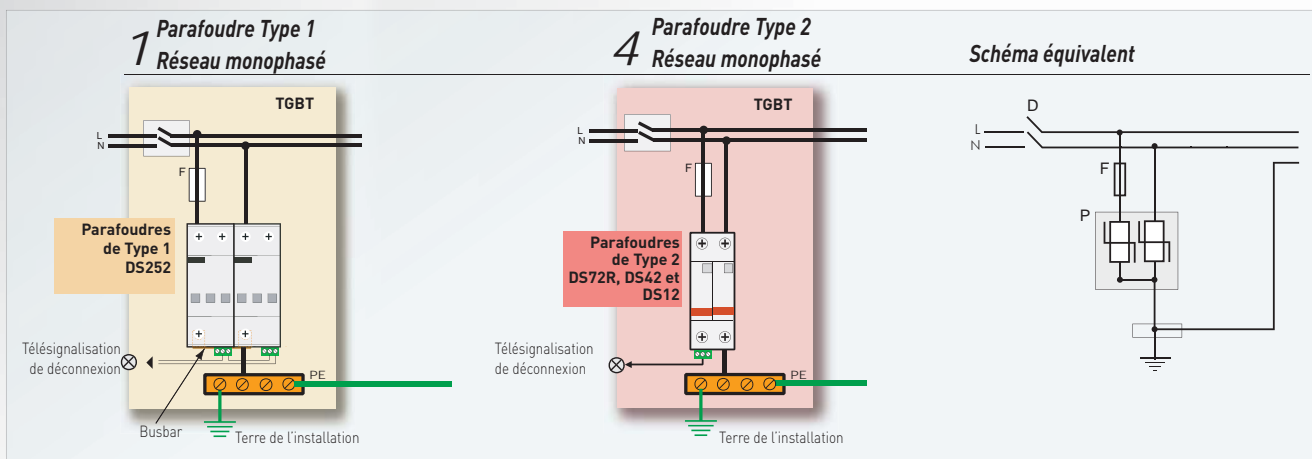 1 Parafoudre Type 1
Réseau monophasé
TGBT
L
N
F
Parafoudres
de Type 1
DS252
Télésignalisation
de déconnexion
PE
Busbar
Terre de l'installation
4 Parafoudre Type 2
Réseau monophasé
TGBT
L
N
F
Parafoudres
de Type 2
DS72R, DS42 et
DS12
Télésignalisation
de déconnexion
PE
Terre de l'installation
Schéma équivalent
D
L
N
F
P